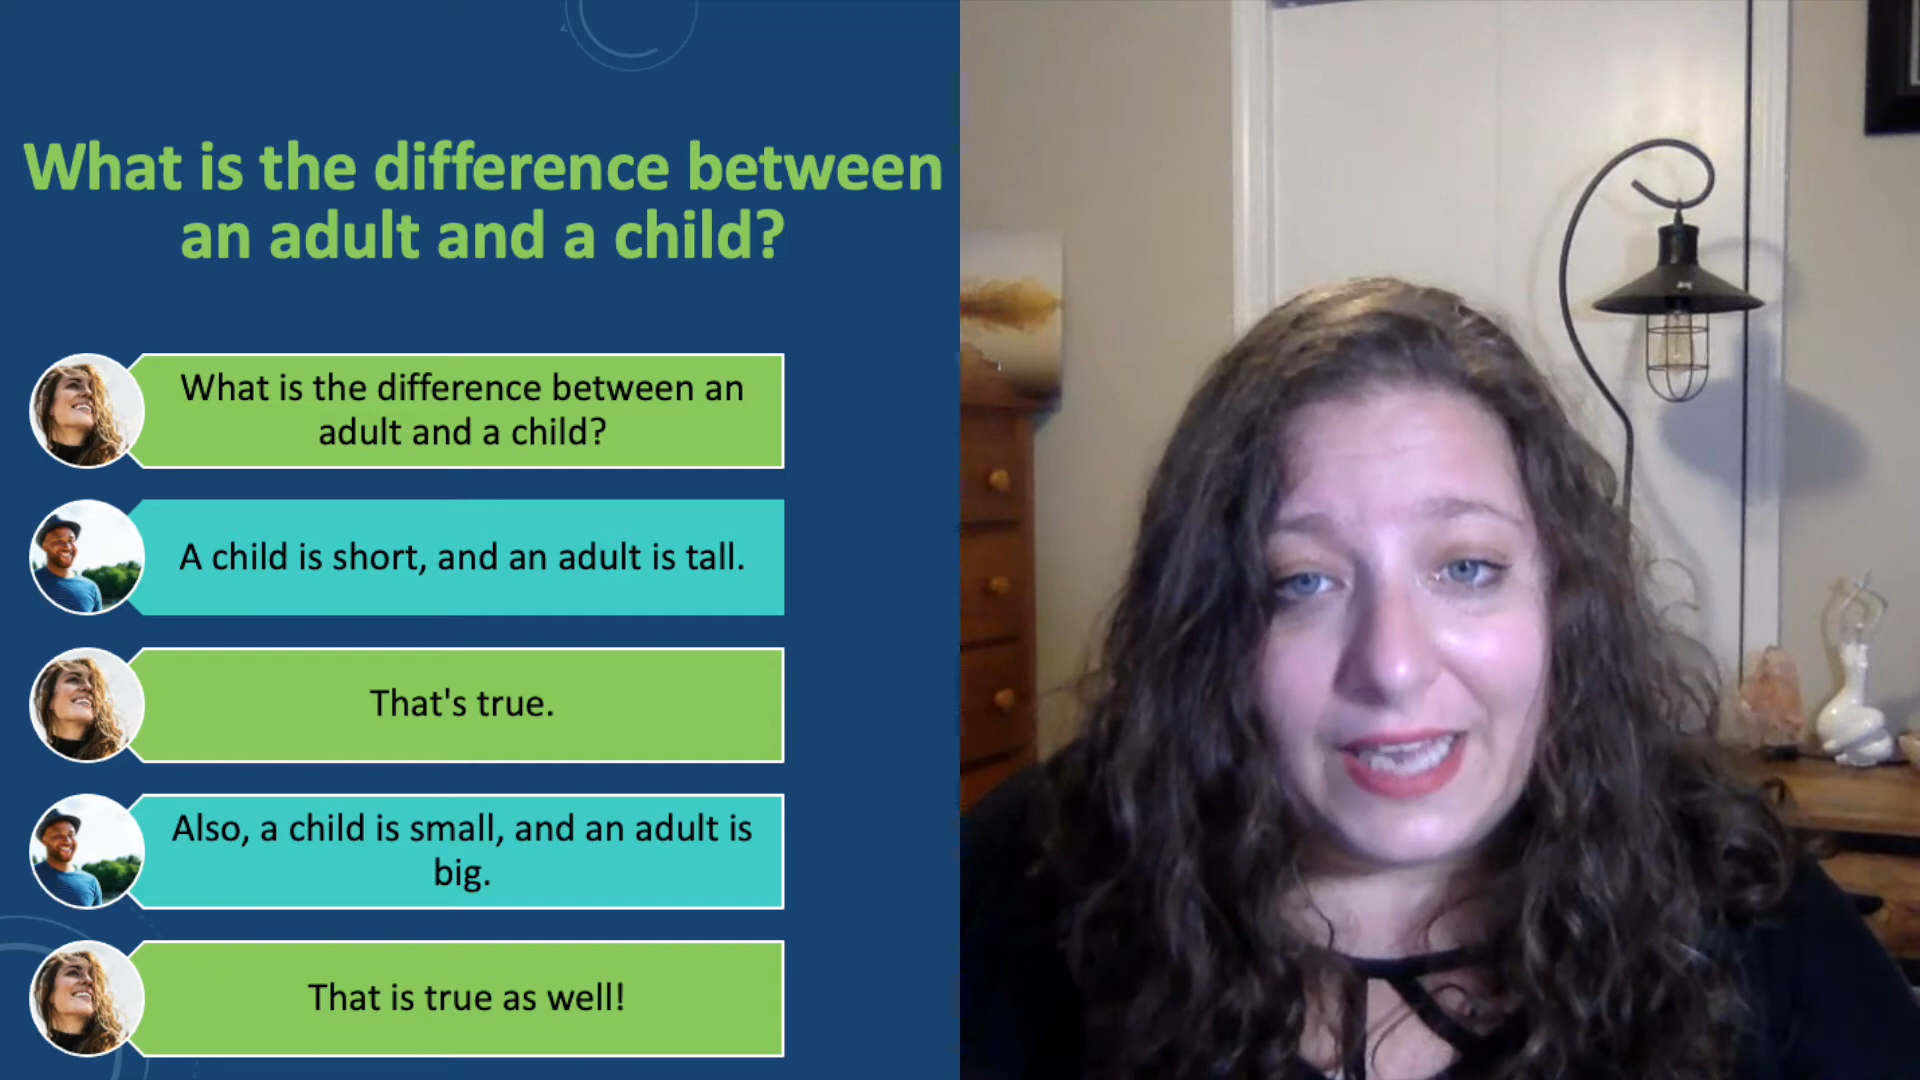 What is the difference between
an adult and a child?
What is the difference between an
adult and a child?
A child is short, and an adult is tall.
That's true.
Also, a child is small, and an adult is
big.
That is true as well!